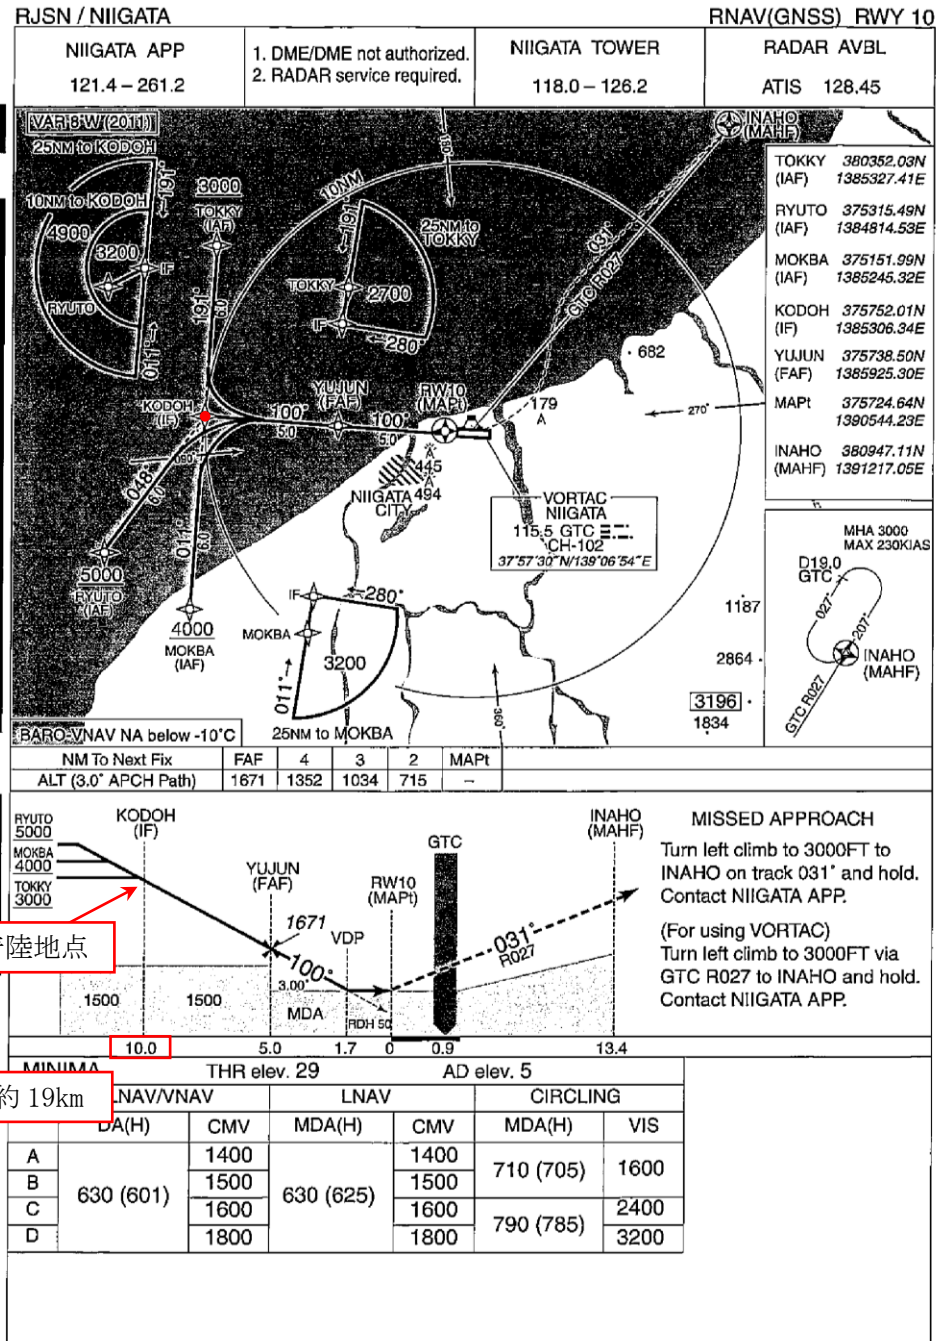 RJSN / NIIGATA
RNAV(GNSS) RWY 10
NIIGATA APP
121.4 – 261.2
1. DME/DME not authorized.
2. RADAR service required.
NIIGATA TOWER
118.0 – 126.2
RADAR AVBL
ATIS 128.45
VAR 8°W (2011)
25NM to KODOH
10NM to KODOH
4900
3200
IF
RYUTO
191°
011°
3000
TOKKY
(IAF)
191°
6.0
10NM
191°
25NM to
TOKKY
TOKKY
2700
IF
280°
180°
INAHO
(MAHF)
031°
GTC R027
682
KODOH
(IF)
100°
5.0
YUJUN
(FAF)
100°
5.0
RW10
(MAPt)
179
A
270°
090°
048°
6.0
011°
6.0
445
A
494
NIIGATA
CITY
5000
RYUTO
(IAF)
4000
MOKBA
(IAF)
VORTAC
NIIGATA
115.5 GTC
CH-102
37°57'30"N/139°06'54"E
IF
280°
MOKBA
3200
011°
25NM to MOKBA
360°
1187
2864
3196
1834
BARO-VNAV NA below -10°C
TOKKY 380352.03N
(IAF) 1385327.41E
RYUTO 375315.49N
(IAF) 1384814.53E
MOKBA 375151.99N
(IAF) 1385245.32E
KODOH 375752.01N
(IF) 1385306.34E
YUJUN 375738.50N
(FAF) 1385925.30E
MAPt 375724.64N
1390544.23E
INAHO 380947.11N
(MAHF) 1391217.05E
MHA 3000
MAX 230KIAS
D19.0
GTC
027°
207°
INAHO
(MAHF)
GTC R027
NM To Next Fix FAF 4 3 2 MAPt
ALT (3.0° APCH Path) 1671 1352 1034 715 –
RYUTO
5000
MOKBA
4000
TOKKY
3000
KODOH
(IF)
YUJUN
(FAF)
1671
VDP
RW10
(MAPt)
GTC
INAHO
(MAHF)
100°
3.00°
031°
R027
陸地点
1500
1500
MDA
RDH 50
10.0 5.0 1.7 0 0.9 13.4
MISSED APPROACH
Turn left climb to 3000FT to
INAHO on track 031° and hold.
Contact NIIGATA APP.
(For using VORTAC)
Turn left climb to 3000FT via
GTC R027 to INAHO and hold.
Contact NIIGATA APP.
MINIMA THR elev. 29 AD elev. 5
約 19km
LNAV/VNAV LNAV CIRCLING
DA(H) CMV MDA(H) CMV MDA(H) VIS
A 630 (601) 1400 630 (625) 1400 710 (705) 1600
B 1500 1500
C 1600 1600 790 (785) 2400
D 1800 1800 3200